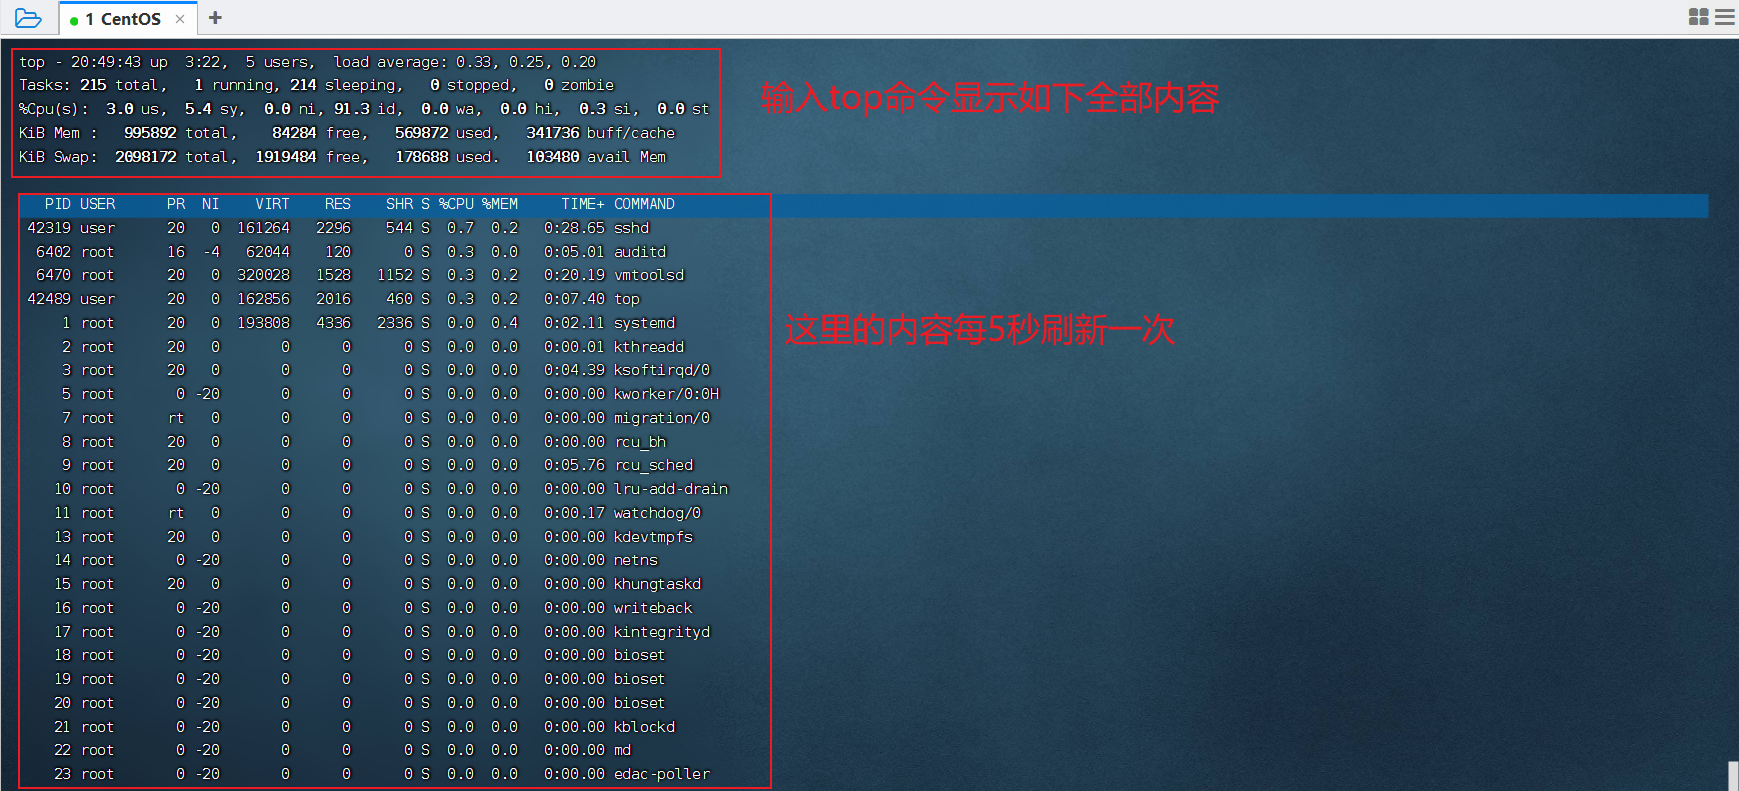 1 CentOS × +
top - 20:49:43 up  3:22,  5 users,  load average: 0.33, 0.25, 0.20
Tasks: 215 total,   1 running, 214 sleeping,   0 stopped,   0 zombie
%Cpu(s):  3.0 us,  5.4 sy,  0.0 ni, 91.3 id,  0.0 wa,  0.0 hi,  0.3 si,  0.0 st
KiB Mem :   995892 total,    84284 free,   569872 used,   341736 buff/cache
KiB Swap:  2098172 total,  1919484 free,   178688 used.   103480 avail Mem
输入top命令显示如下全部内容
PID USER PR NI VIRT RES SHR S %CPU %MEM TIME+ COMMAND
42319 user 20 0 161264 2296 544 S 0.7 0.2 0:28.65 sshd
6402 root 16 -4 62044 120 0 S 0.3 0.0 0:05.01 auditd
6470 root 20 0 320028 1528 1152 S 0.3 0.2 0:20.19 vmtoolsd
42489 user 20 0 162856 2016 460 S 0.3 0.2 0:07.40 top
1 root 20 0 193808 4336 2336 S 0.0 0.4 0:02.11 systemd
这里的内容每5秒刷新一次
2 root 20 0 0 0 0 S 0.0 0.0 0:00.01 kthreadd
3 root 20 0 0 0 0 S 0.0 0.0 0:04.39 ksoftirqd/0
5 root 0 -20 0 0 0 S 0.0 0.0 0:00.00 kworker/0:0H
7 root rt 0 0 0 0 S 0.0 0.0 0:00.00 migration/0
8 root 20 0 0 0 0 S 0.0 0.0 0:00.00 rcu_bh
9 root 20 0 0 0 0 S 0.0 0.0 0:05.76 rcu_sched
10 root 0 -20 0 0 0 S 0.0 0.0 0:00.00 lru-add-drain
11 root rt 0 0 0 0 S 0.0 0.0 0:00.17 watchdog/0
13 root 20 0 0 0 0 S 0.0 0.0 0:00.00 kdevtmpfs
14 root 0 -20 0 0 0 S 0.0 0.0 0:00.00 netns
15 root 20 0 0 0 0 S 0.0 0.0 0:00.00 khungtaskd
16 root 0 -20 0 0 0 S 0.0 0.0 0:00.00 writeback
17 root 0 -20 0 0 0 S 0.0 0.0 0:00.00 kintegrityd
18 root 0 -20 0 0 0 S 0.0 0.0 0:00.00 bioset
19 root 0 -20 0 0 0 S 0.0 0.0 0:00.00 bioset
20 root 0 -20 0 0 0 S 0.0 0.0 0:00.00 bioset
21 root 0 -20 0 0 0 S 0.0 0.0 0:00.00 kblockd
22 root 0 -20 0 0 0 S 0.0 0.0 0:00.00 md
23 root 0 -20 0 0 0 S 0.0 0.0 0:00.00 edac-poller